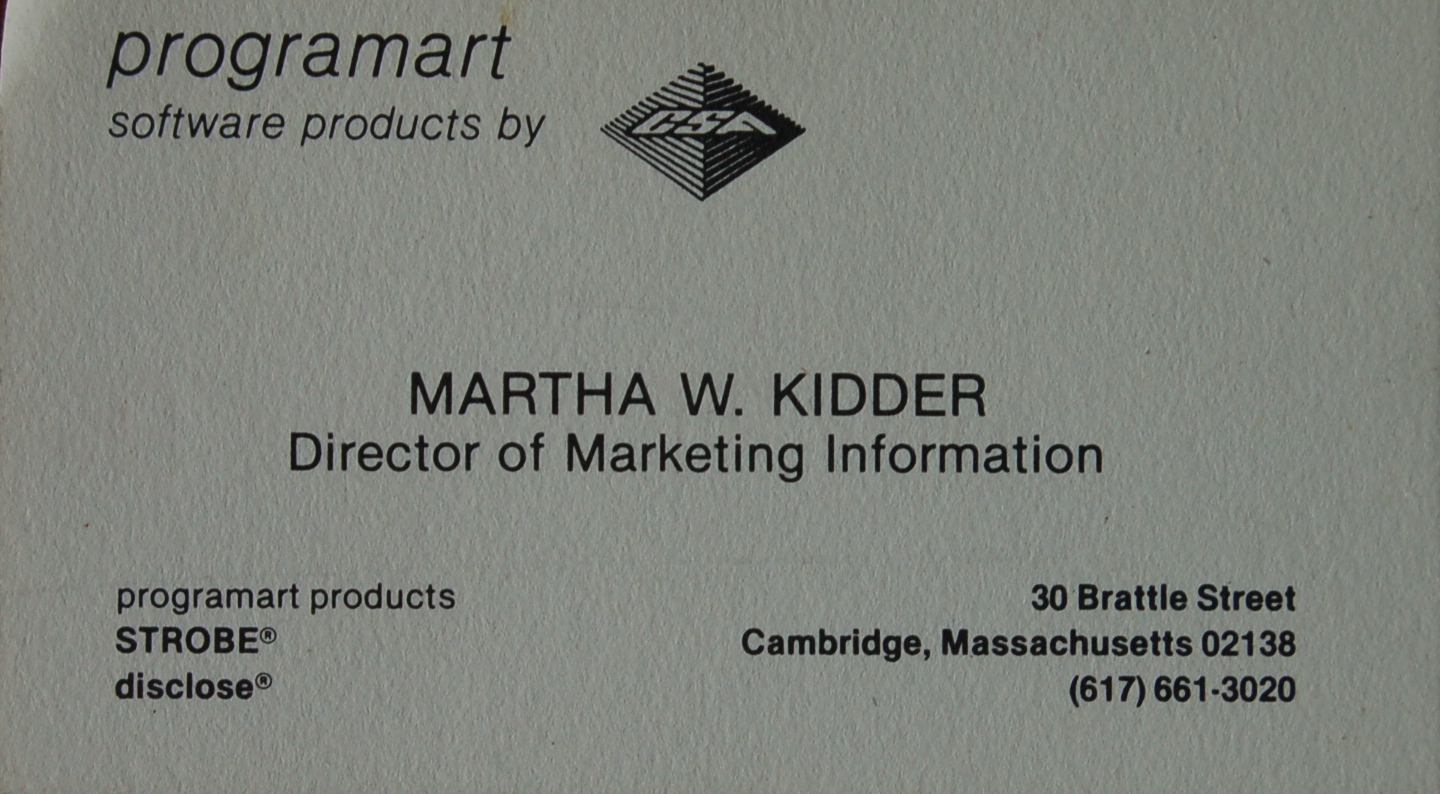 programart
software products by
CSA
MARTHA W. KIDDER
Director of Marketing Information
programart products
STROBE®
disclose®
30 Brattle Street
Cambridge, Massachusetts 02138
(617) 661-3020